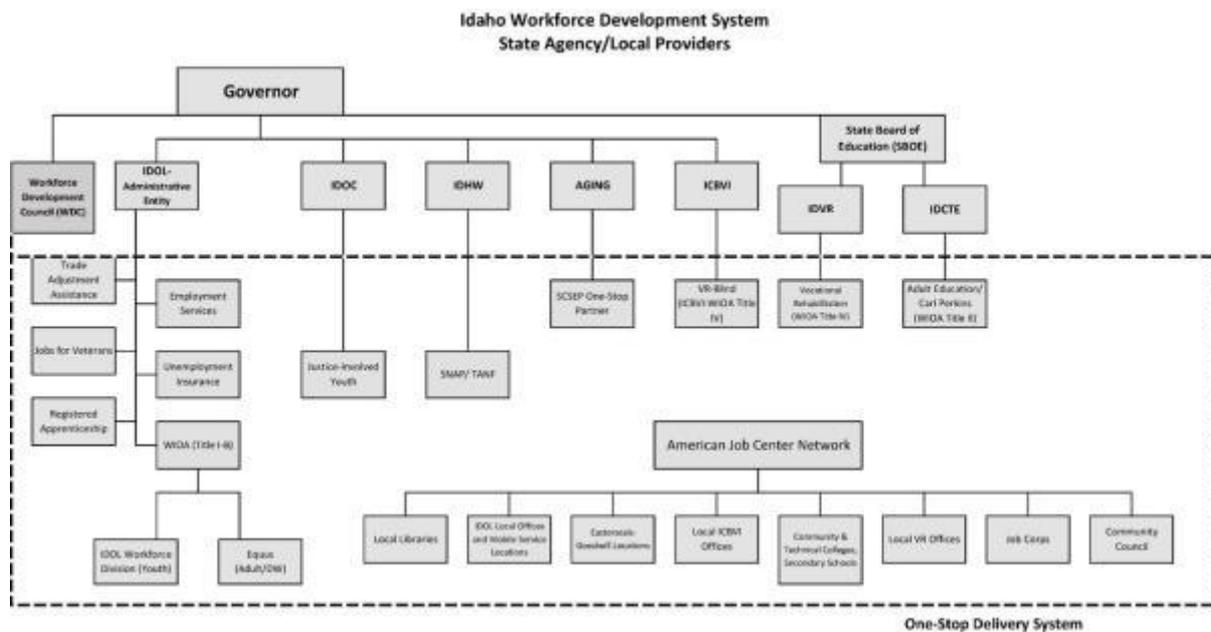 Idaho Workforce Development System
State Agency/Local Providers
Governor
State Board of
Education (SBOE)
Workforce
Development
Council (WDC)
IDOL-
Administrative
Entity
IDOC
IDHW
AGING
ICBVI
IDVR
IDCTE
Trade
Adjustment
Assistance
Employment
Services
SCSEP One-Stop
Partner
VR-Blind
(ICBVI WIOA Title
IV)
Vocational
Rehabilitation
(WIOA Title IV)
Adult Education/
Carl Perkins
(WIOA Title II)
Jobs for Veterans
Unemployment
Insurance
Justice-Involved
Youth
SNAP/ TANF
Registered
Apprenticeship
WIOA (Title I-B)
American Job Center Network
IDOL Workforce
Division (Youth)
Equus
(Adult/DW)
Local Libraries
IDOL Local Offices
and Mobile Service
Locations
Easterseals-
Goodwill Locations
Local ICBVI
Offices
Community &
Technical Colleges,
Secondary Schools
Local VR Offices
Job Corps
Community
Council
One-Stop Delivery System